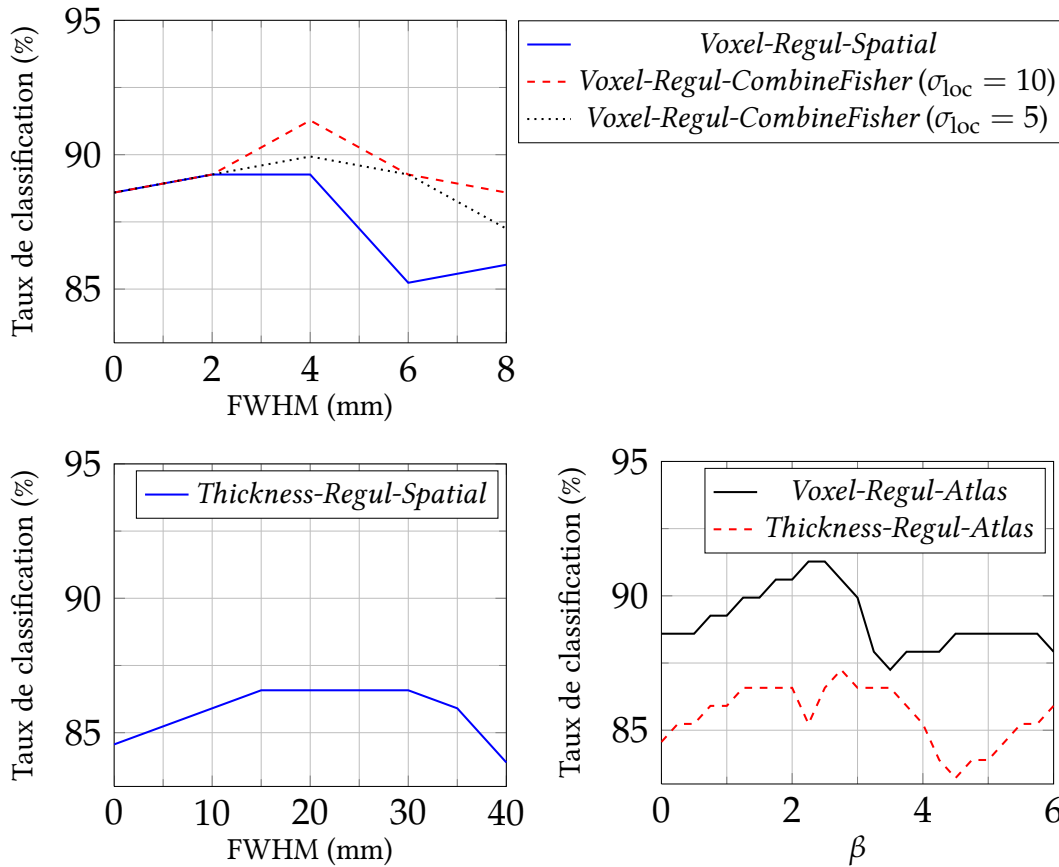 95
90
85
Taux de classification (%)
0 2 4 6 8
FWHM (mm)
Voxel-Regul-Spatial
Voxel-Regul-CombineFisher (σloc = 10)
Voxel-Regul-CombineFisher (σloc = 5)
95
90
85
Taux de classification (%)
Thickness-Regul-Spatial
0 10 20 30 40
FWHM (mm)
95
90
85
Taux de classification (%)
Voxel-Regul-Atlas
Thickness-Regul-Atlas
0 2 4 6
β